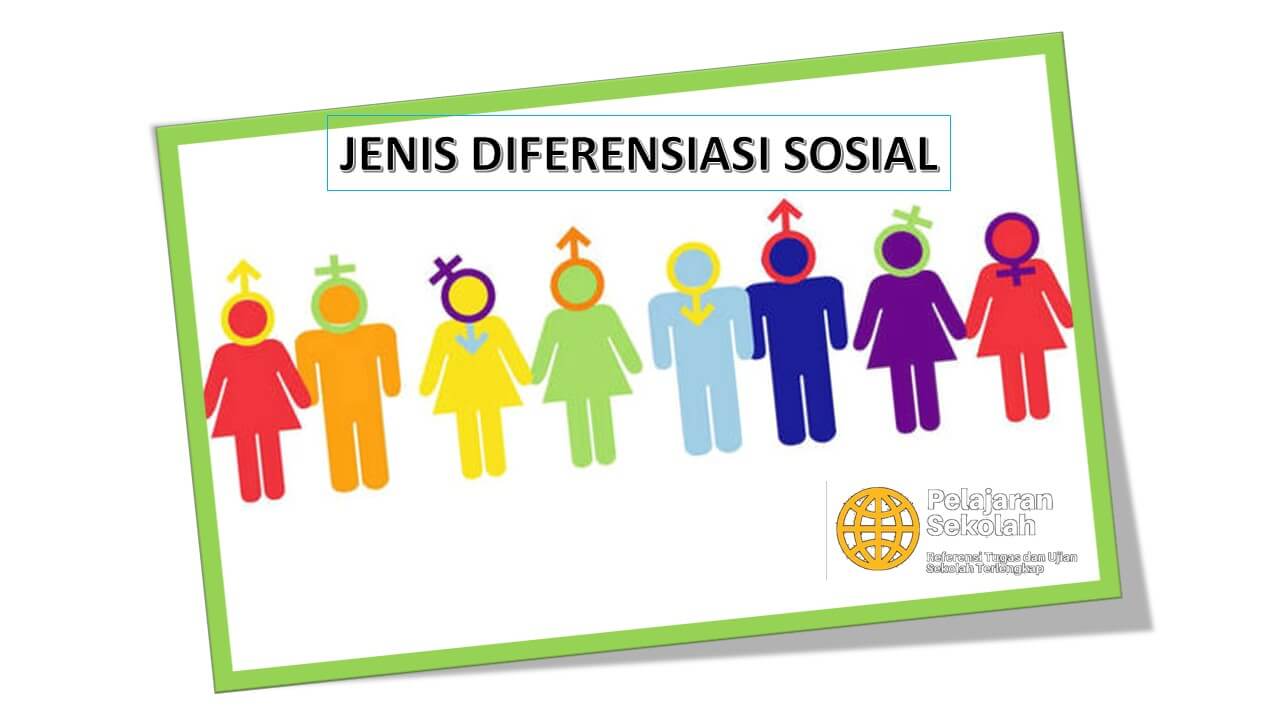 JENIS DIFERENSIASI SOSIAL
Pelajaran
Sekolah
Referensi Tugas dan Ujian
Sekolah Terlengkap